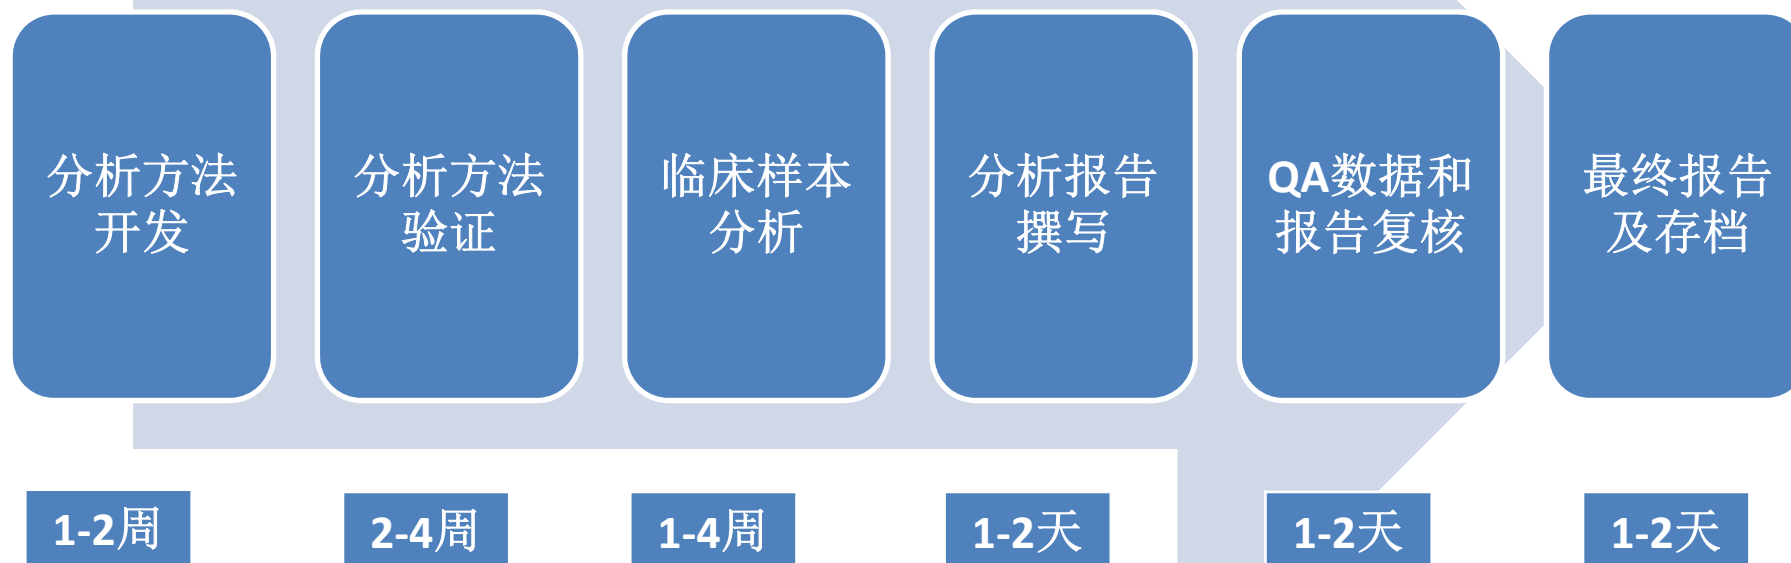 分析方法
开发
分析方法
验证
临床样本
分析
分析报告
撰写
QA数据和
报告复核
最终报告
及存档
1-2周
2-4周
1-4周
1-2天
1-2天
1-2天